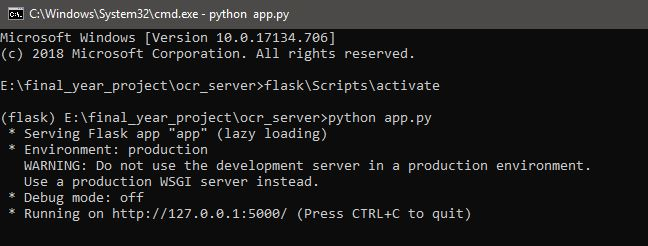 C:\Windows\System32\cmd.exe - python  app.py
Microsoft Windows [Version 10.0.17134.706]
(c) 2018 Microsoft Corporation. All rights reserved.
E:\final_year_project\ocr_server>flask\Scripts\activate
(flask) E:\final_year_project\ocr_server>python app.py
 * Serving Flask app "app" (lazy loading)
 * Environment: production
   WARNING: Do not use the development server in a production environment.
   Use a production WSGI server instead.
 * Debug mode: off
 * Running on http://127.0.0.1:5000/ (Press CTRL+C to quit)